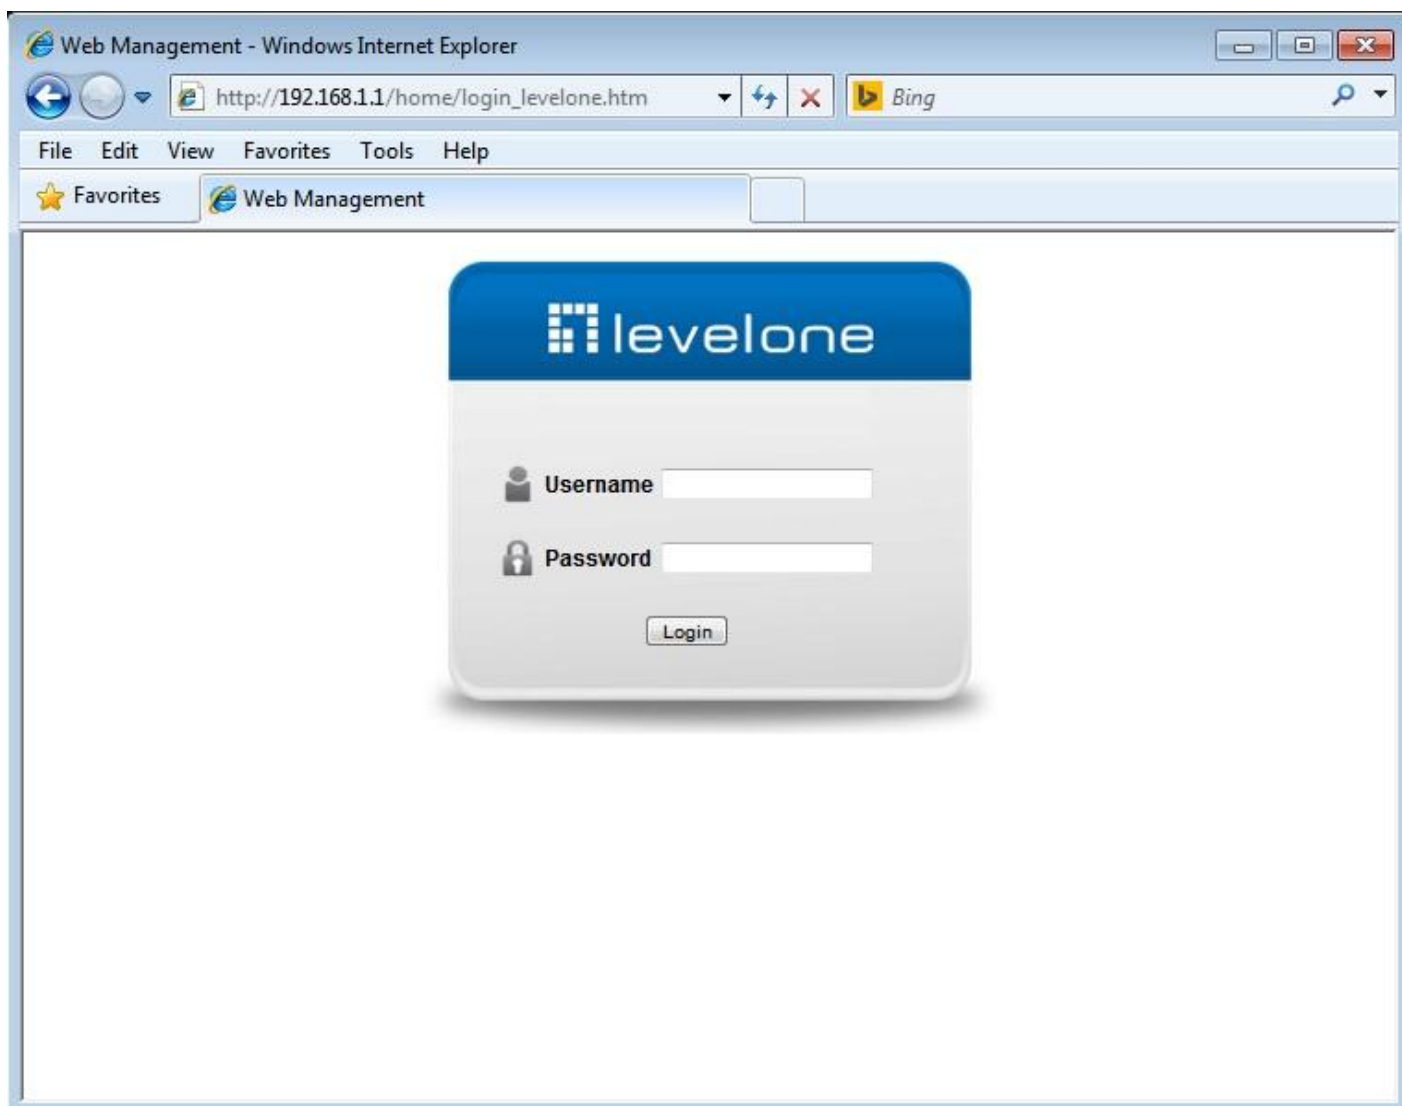 Web Management - Windows Internet Explorer
http://192.168.1.1/home/login_levelone.htm
Bing
File Edit View Favorites Tools Help
Favorites
Web Management
levelone
Username
Password
Login